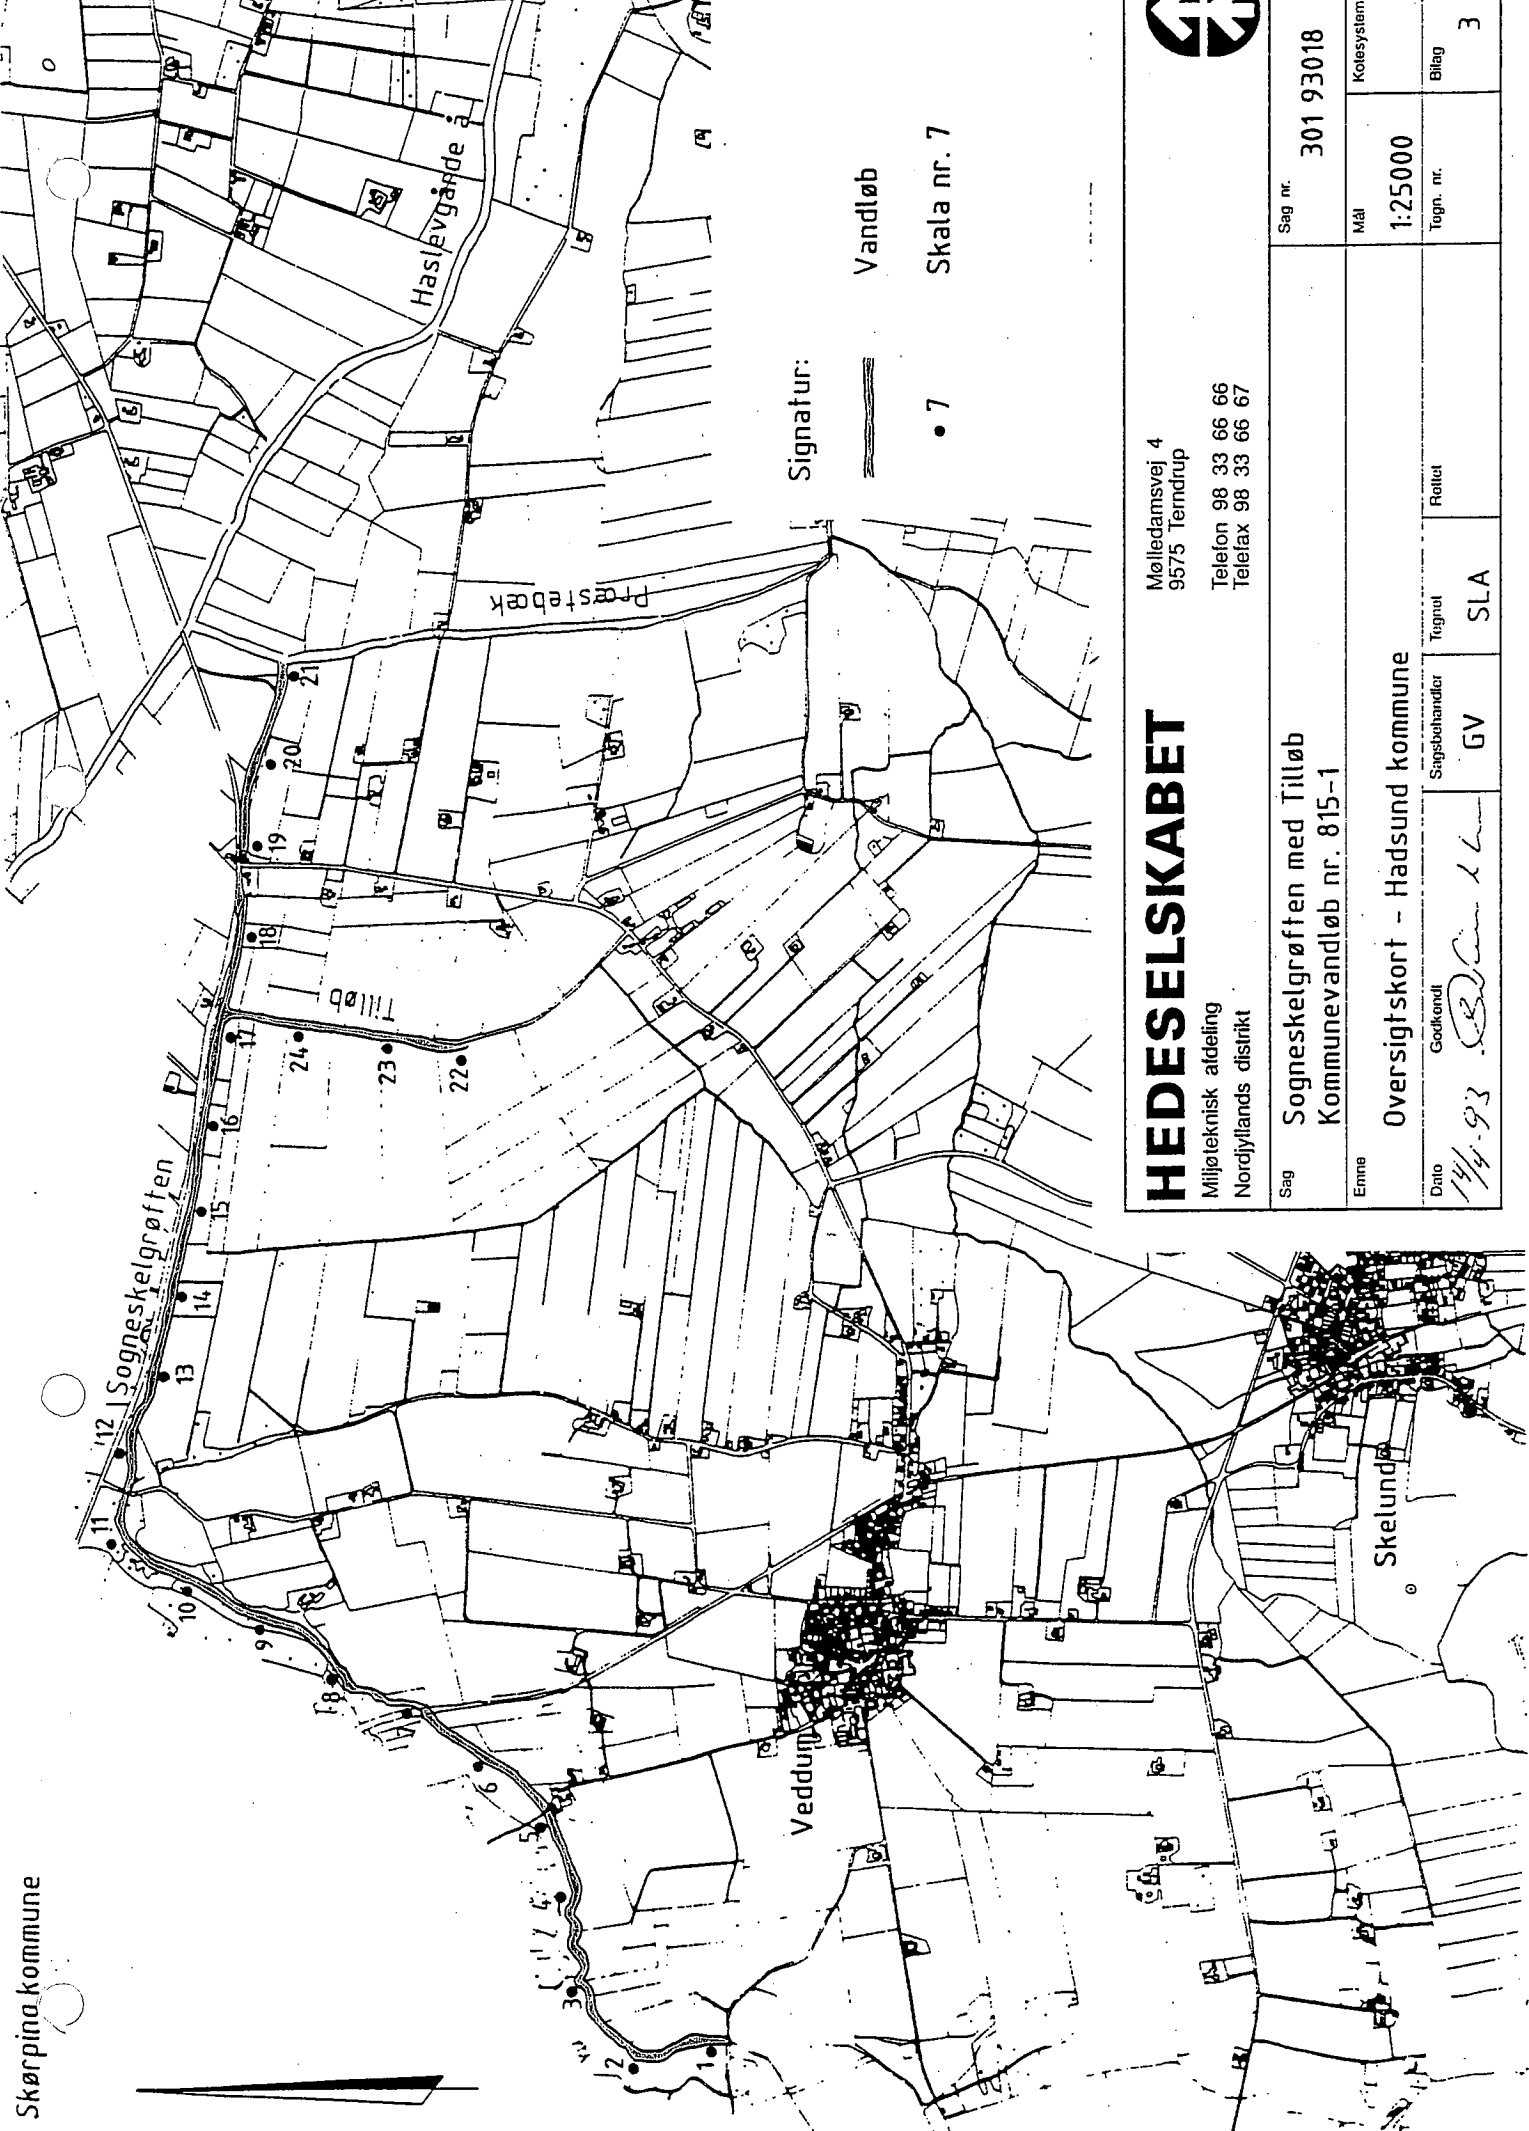 Skørping kommune
Sogneskelgrøften
Haslevgårde å
Præstebæk
Tilløb
Veddum
Skelund
1
2
3
4
5
6
8
9
10
11
12
13
14
15
16
17
18
19
20
21
22
23
24
Signatur:
Vandløb
7 Skala nr. 7
HEDESELSKABET
Miljøteknisk afdeling
Nordjyllands distrikt
Mølledamsvej 4
9575 Terndrup
Telefon 98 33 66 66
Telefax 98 33 66 67
Sag
Sogneskelgrøften med Tilløb
Kommunevandløb nr. 815-1
Sag nr.
301 93018
Emne
Oversigtskort - Hadsund kommune
Mål
1:25000
Kotesystem
Dato
14/4-93
Godkendt
Sagsbehandler
GV
Tegnet
SLA
Rettet
Tegn. nr.
Bilag
3